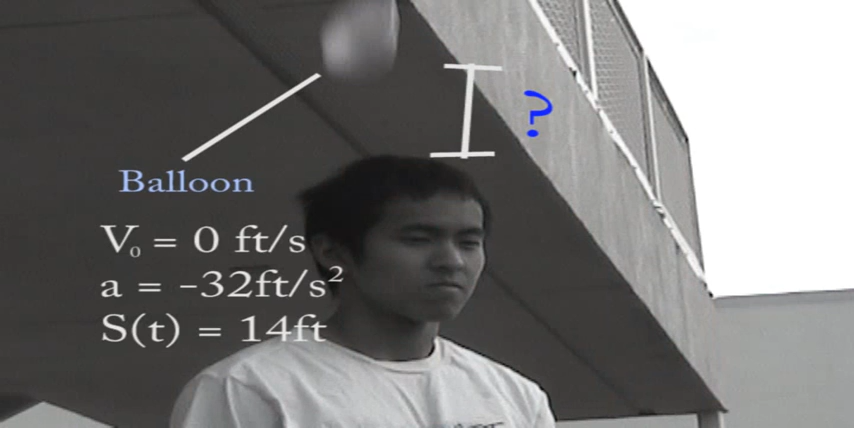 ?
Balloon
V₀ = 0 ft/s
a = -32ft/s²
S(t) = 14ft